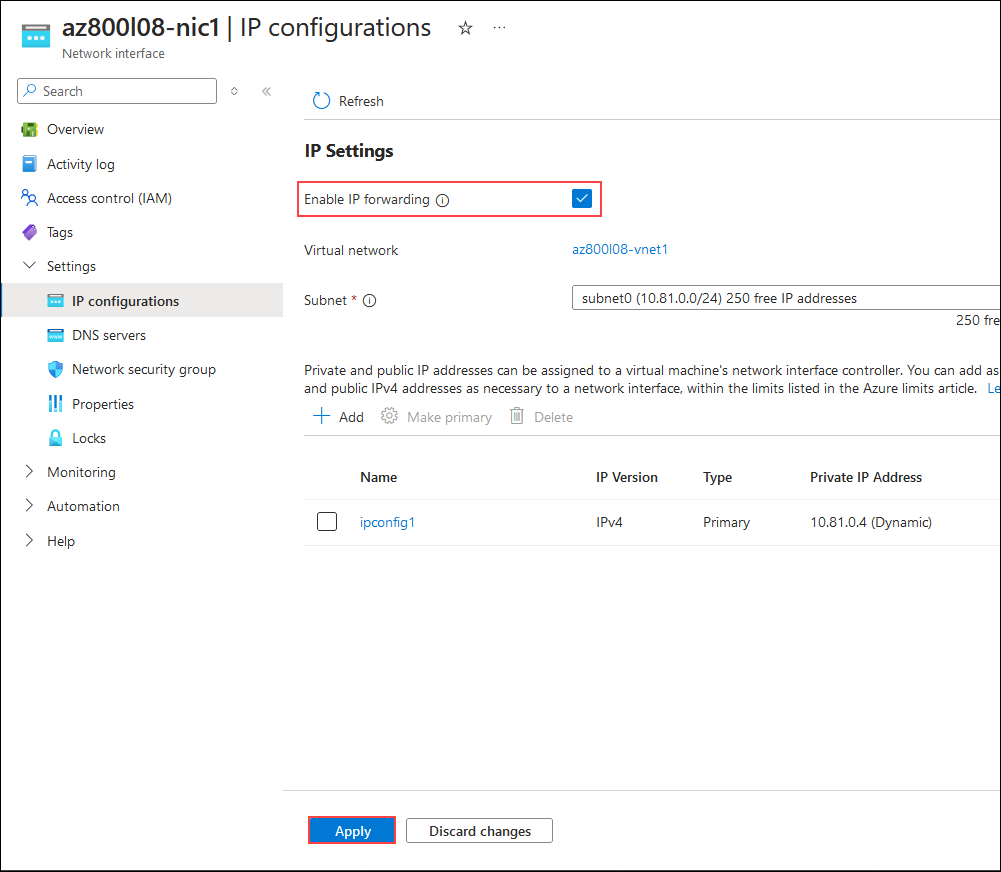 az800l08-nic1 | IP configurations
Network interface
Search
Refresh
Overview
Activity log
Access control (IAM)
Tags
Settings
IP configurations
DNS servers
Network security group
Properties
Locks
Monitoring
Automation
Help
IP Settings
Enable IP forwarding
Virtual network
az800l08-vnet1
Subnet *
subnet0 (10.81.0.0/24) 250 free IP addresses
250 fre
Private and public IP addresses can be assigned to a virtual machine's network interface controller. You can add as
and public IPv4 addresses as necessary to a network interface, within the limits listed in the Azure limits article. Le
Add Make primary Delete
Name IP Version Type Private IP Address
ipconfig1 IPv4 Primary 10.81.0.4 (Dynamic)
Apply Discard changes